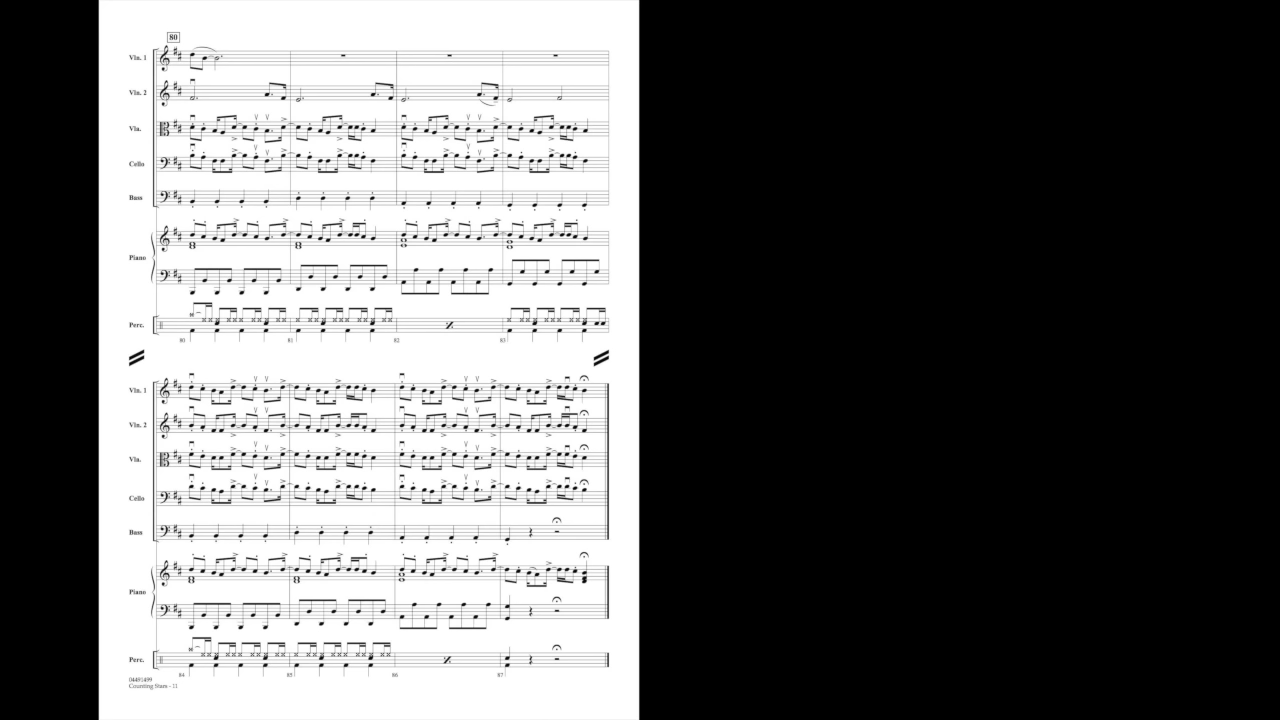 80
Vln. 1
Vln. 2
Vla.
Cello
Bass
Piano
Perc.
80 81 82 83
Vln. 1
Vln. 2
Vla.
Cello
Bass
Piano
Perc.
84 85 86 87
04491499
Counting Stars - 11